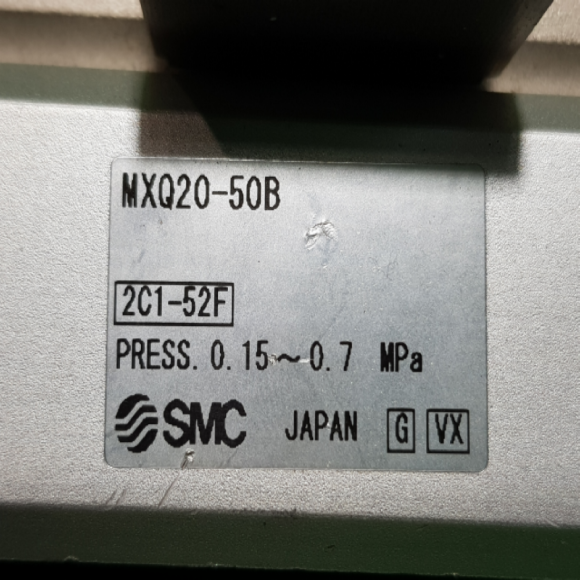 MXQ20-50B
2C1-52F
PRESS. 0.15~0.7 MPa
SMC JAPAN G VX